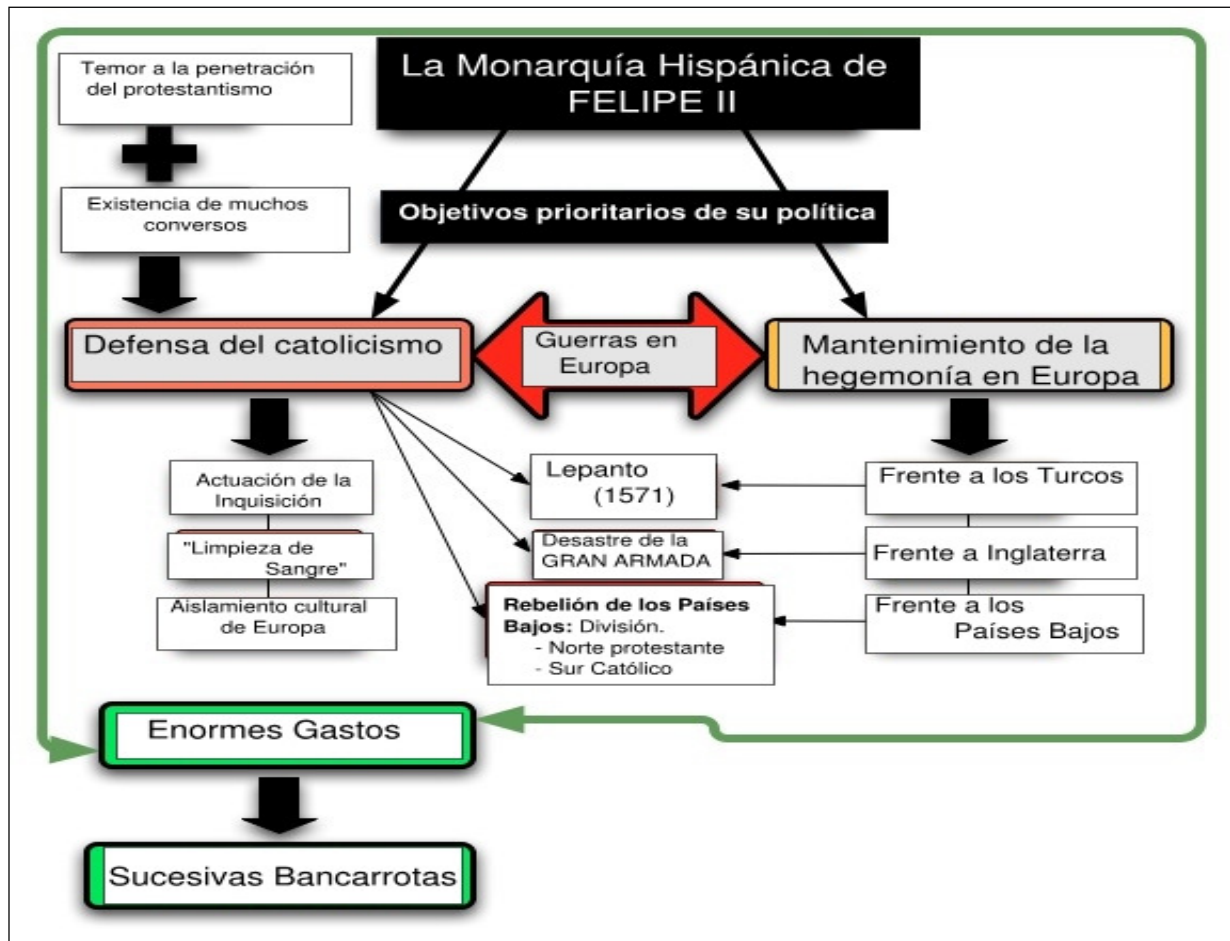 Temor a la penetración
del protestantismo
La Monarquía Hispánica de
FELIPE II
Existencia de muchos
conversos
Objetivos prioritarios de su política
Defensa del catolicismo
Guerras en
Europa
Mantenimiento de la
hegemonía en Europa
Actuación de la
Inquisición
"Limpieza de
Sangre"
Aislamiento cultural
de Europa
Lepanto
(1571)
Desastre de la
GRAN ARMADA
Rebelión de los Países
Bajos: División.
- Norte protestante
- Sur Católico
Frente a los Turcos
Frente a Inglaterra
Frente a los
Países Bajos
Enormes Gastos
Sucesivas Bancarrotas